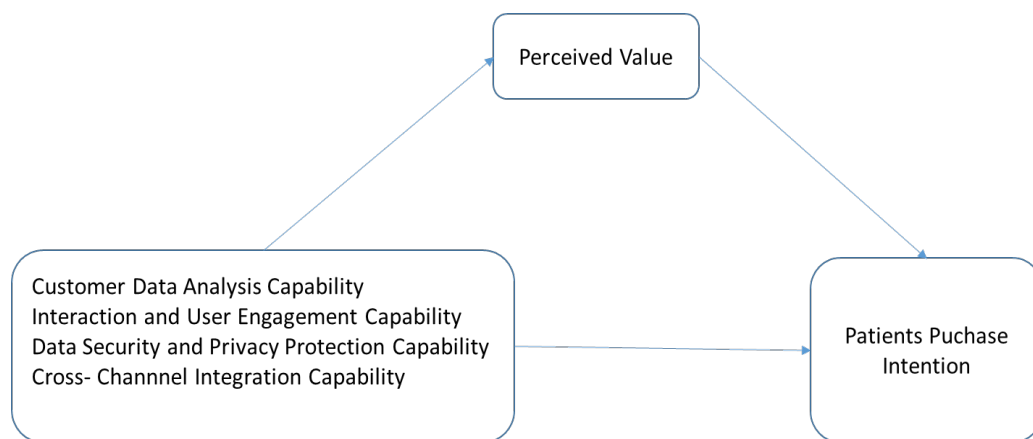 Perceived Value
Customer Data Analysis Capability
Interaction and User Engagement Capability
Data Security and Privacy Protection Capability
Cross- Channnel Integration Capability
Patients Puchase
Intention